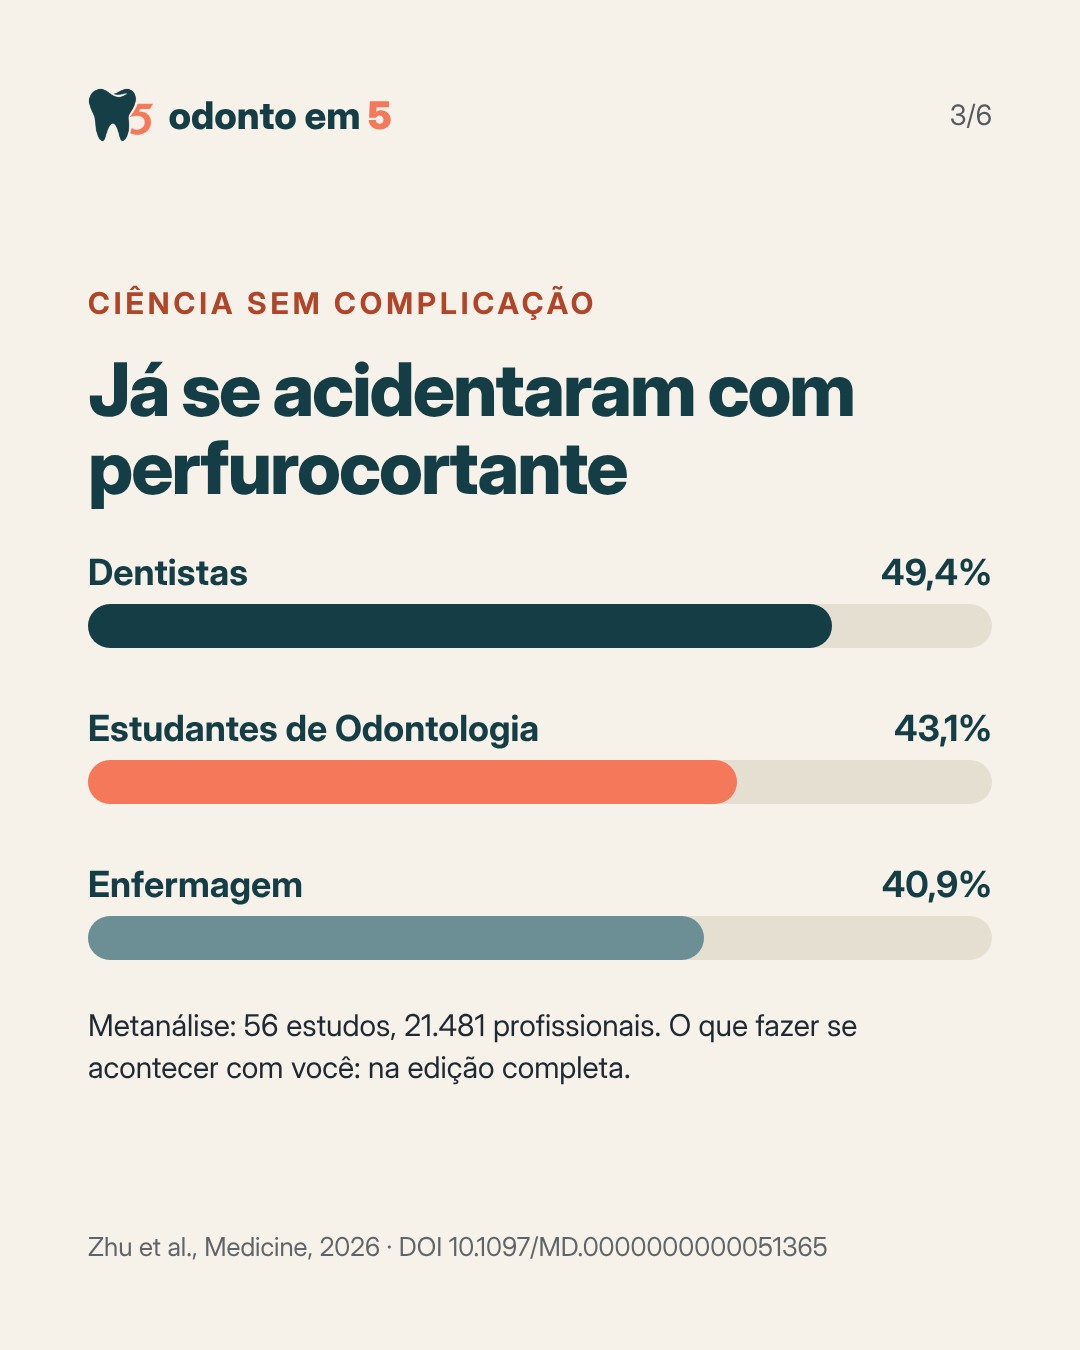 5 odonto em 5
3/6
CIÊNCIA SEM COMPLICAÇÃO
Já se acidentaram com
perfurocortante
Dentistas 49,4%
Estudantes de Odontologia 43,1%
Enfermagem 40,9%
Metanálise: 56 estudos, 21.481 profissionais. O que fazer se
acontecer com você: na edição completa.
Zhu et al., Medicine, 2026 · DOI 10.1097/MD.0000000000051365